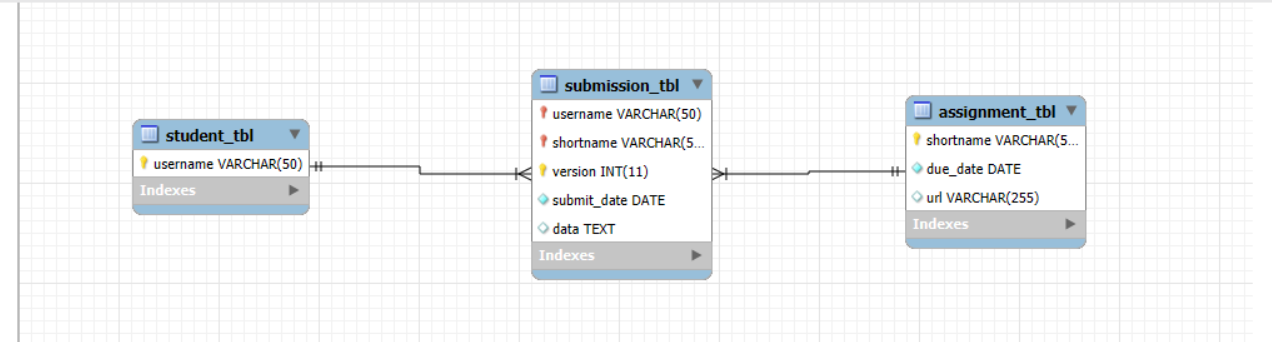 student_tbl
username VARCHAR(50)
Indexes
submission_tbl
username VARCHAR(50)
shortname VARCHAR(5...
version INT(11)
submit_date DATE
data TEXT
Indexes
assignment_tbl
shortname VARCHAR(5...
due_date DATE
url VARCHAR(255)
Indexes